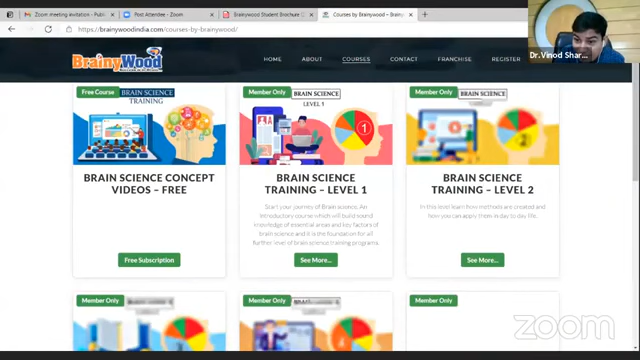 Zoom meeting invitation - Publi
Post Attendee - Zoom
Brainywood Student Brochure
Courses by Brainywood – Brainy
https://brainywoodindia.com/courses-by-brainywood/
BrainyWood
HOME ABOUT COURSES CONTACT FRANCHISE REGISTER
Dr.Vinod Shar...
Free Course
BRAIN SCIENCE
TRAINING
BRAIN SCIENCE CONCEPT
VIDEOS – FREE
Free Subscription
Member Only
BRAIN SCIENCE
LEVEL 1
1
BRAIN SCIENCE
TRAINING – LEVEL 1
Start your journey of Brain science, An
introductory course which will build sound
knowledge of essential areas and key factors of
brain science and it is the foundation for all
further level of brain science training programs.
See More...
Member Only
BRAIN SCIENCE
2
BRAIN SCIENCE
TRAINING – LEVEL 2
In this level learn how methods are created and
how you can apply them in day to day life.
See More...
Member Only
Member Only
Member Only
zoom